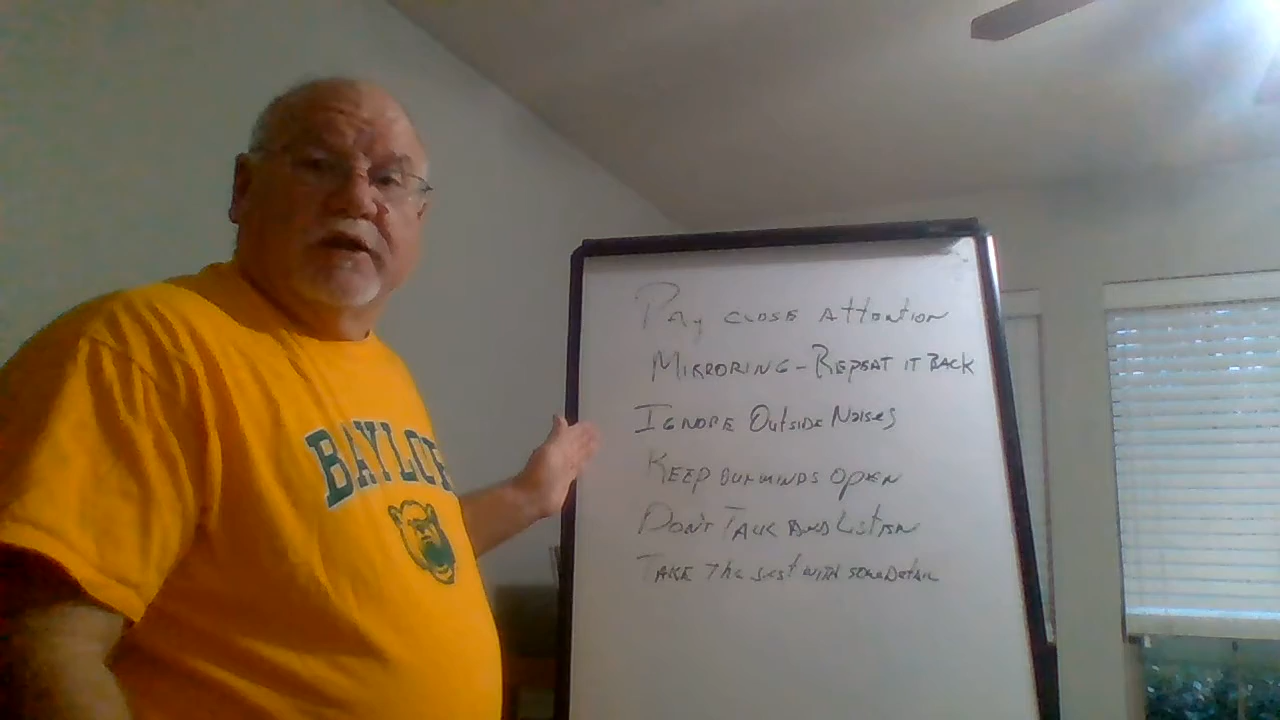 BAYLOR
PAy CLOSE AttENtION
MIRRORING - REPEAT IT BACK
IGNORE OutSIDE NoiseS
KEEP our MINDS OPEN
DoN't TALK AND LiStEN
TAKE The gist WITH some DetAiL